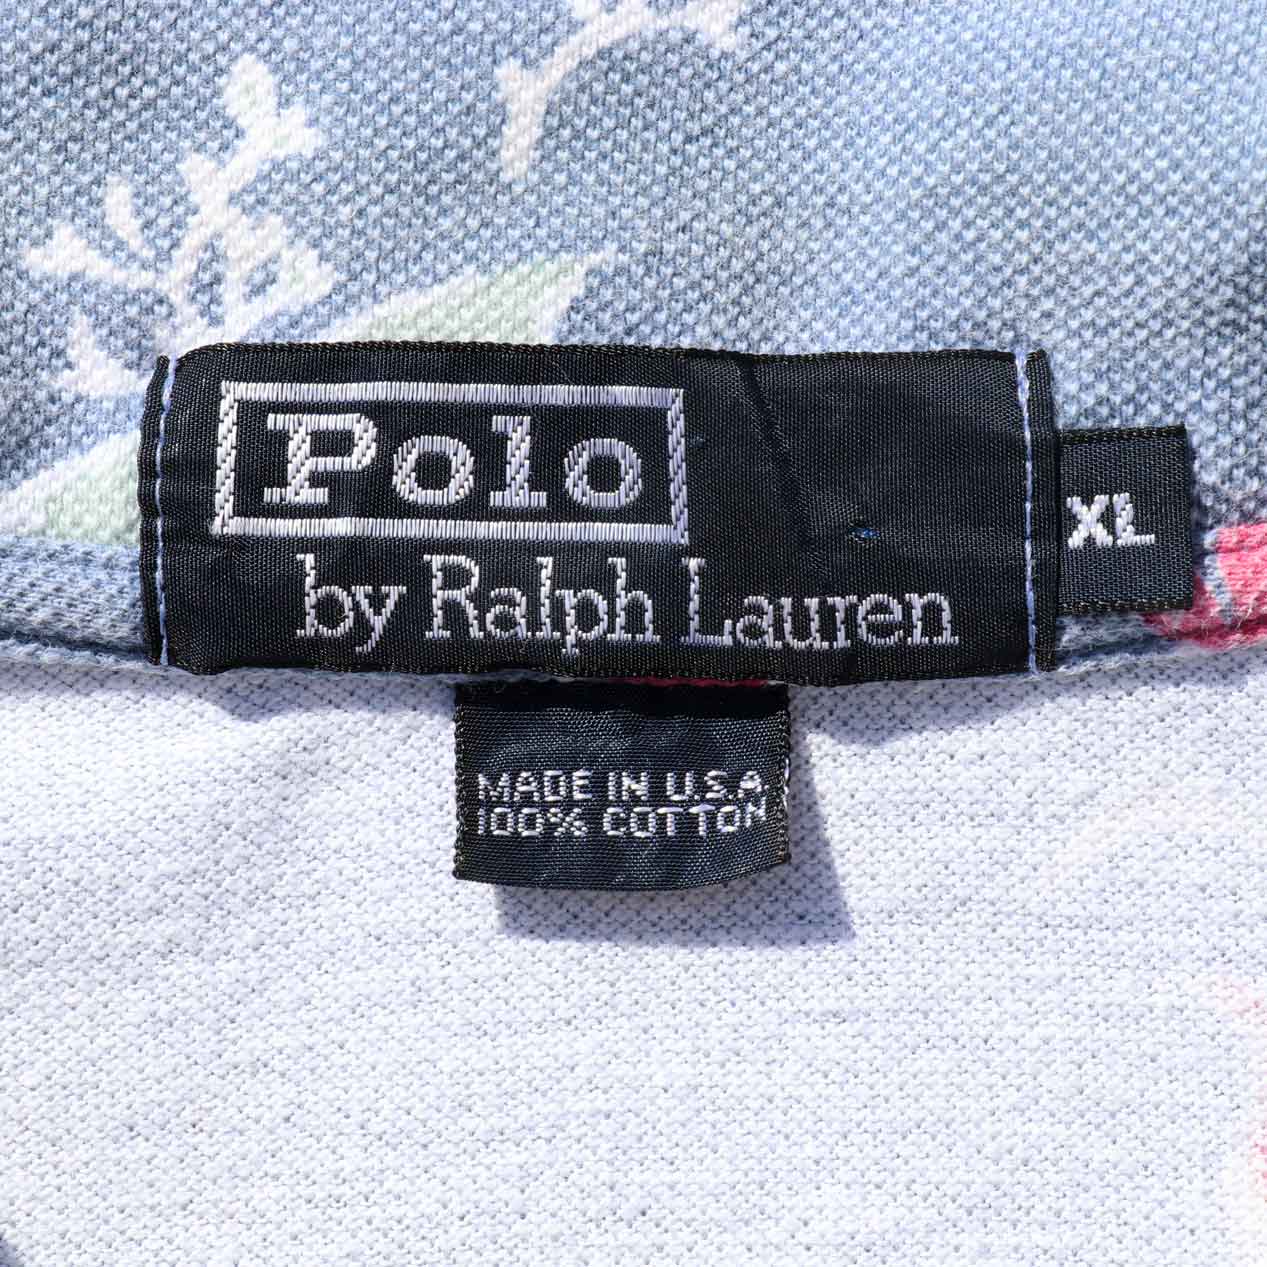 Polo
by Ralph Lauren
XL
MADE IN U.S.A
100% COTTON